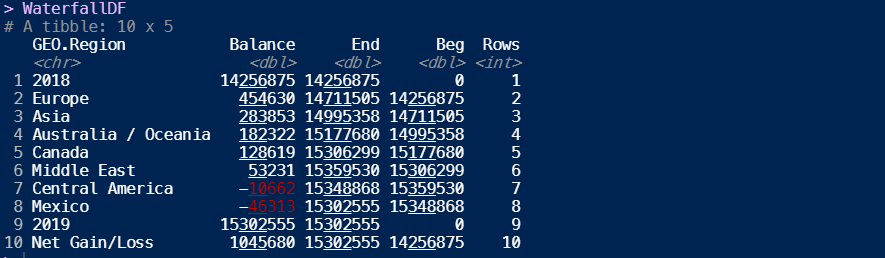 > WaterfallDF
# A tibble: 10 x 5
GEO.Region Balance End Beg Rows
<chr> <dbl> <dbl> <dbl> <int>
1 2018 14256875 14256875 0 1
2 Europe 454630 14711505 14256875 2
3 Asia 283853 14995358 14711505 3
4 Australia / Oceania 182322 15177680 14995358 4
5 Canada 128619 15306299 15177680 5
6 Middle East 53231 15359530 15306299 6
7 Central America -10662 15348868 15359530 7
8 Mexico -46313 15302555 15348868 8
9 2019 15302555 15302555 0 9
10 Net Gain/Loss 1045680 15302555 14256875 10